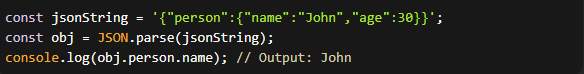 const jsonString = '{"person":{"name":"John","age":30}}';
const obj = JSON.parse(jsonString);
console.log(obj.person.name); // Output: John